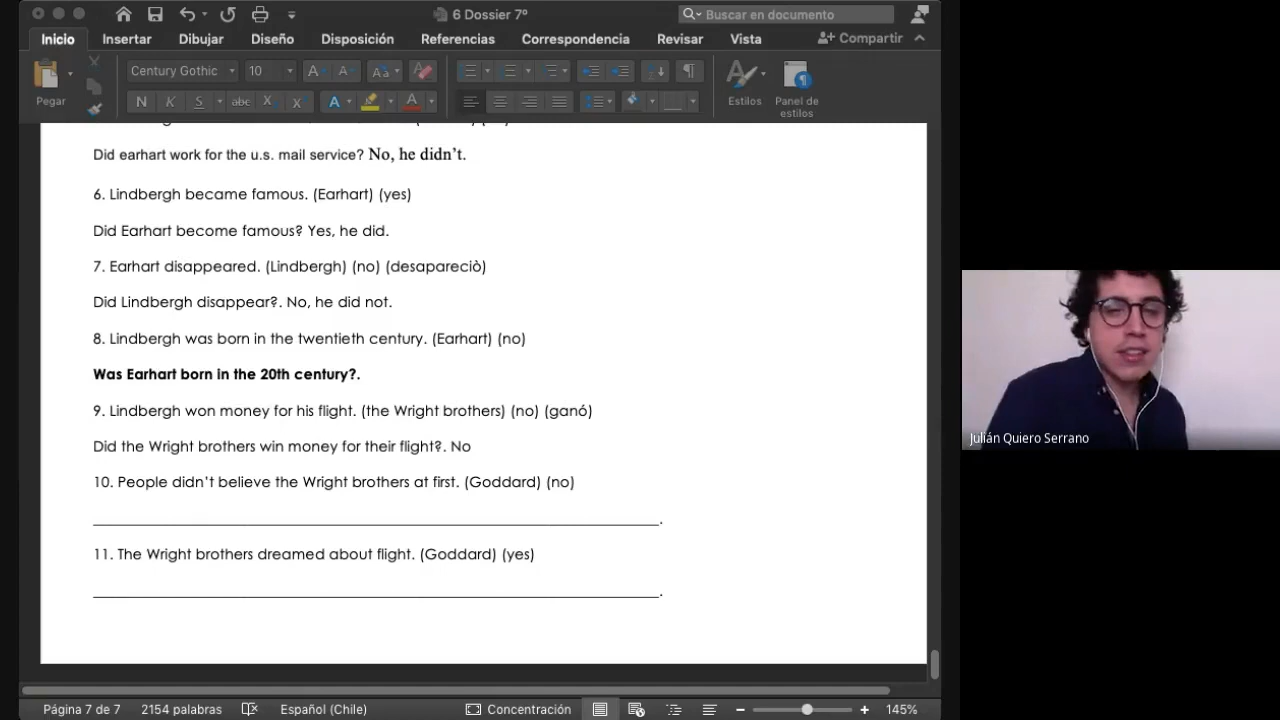 6 Dossier 7º
Buscar en documento
Inicio
Insertar
Dibujar
Diseño
Disposición
Referencias
Correspondencia
Revisar
Vista
Compartir
Pegar
Century Gothic
10
N K S abc X X A A
Estilos
Panel de
estilos
Did earhart work for the u.s. mail service? No, he didn't.
6. Lindbergh became famous. (Earhart) (yes)
Did Earhart become famous? Yes, he did.
7. Earhart disappeared. (Lindbergh) (no) (desapareciò)
Did Lindbergh disappear?. No, he did not.
8. Lindbergh was born in the twentieth century. (Earhart) (no)
Was Earhart born in the 20th century?.
9. Lindbergh won money for his flight. (the Wright brothers) (no) (ganó)
Did the Wright brothers win money for their flight?. No
10. People didn't believe the Wright brothers at first. (Goddard) (no)
11. The Wright brothers dreamed about flight. (Goddard) (yes)
Julián Quiero Serrano
Página 7 de 7
2154 palabras
Español (Chile)
Concentración
145%